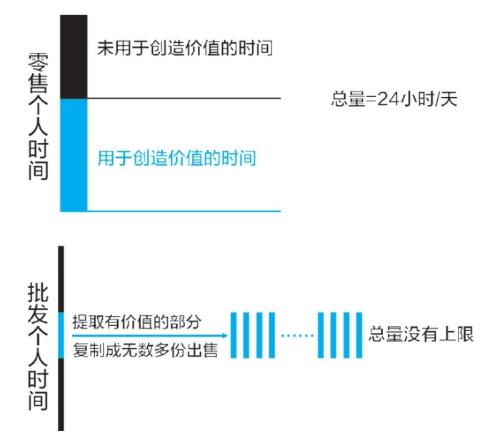 零售个人时间
未用于创造价值的时间
总量=24小时/天
用于创造价值的时间
批发个人时间
提取有价值的部分
复制成无数多份出售
总量没有上限